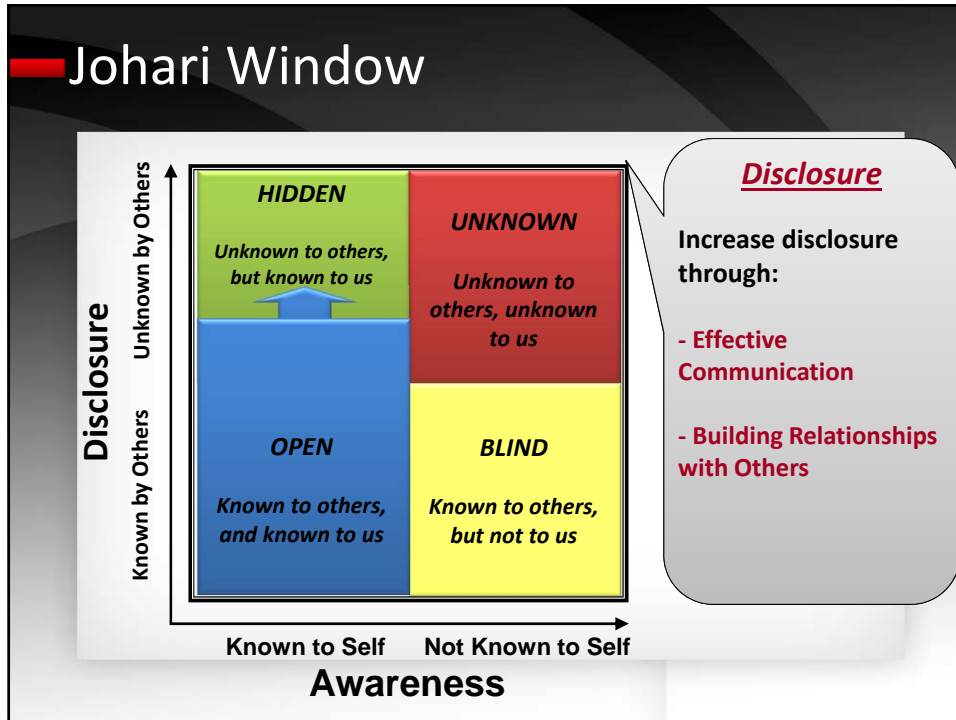 Johari Window
Disclosure
Unknown by Others
Known by Others
HIDDEN
Unknown to others,
but known to us
UNKNOWN
Unknown to
others, unknown
to us
OPEN
Known to others,
and known to us
BLIND
Known to others,
but not to us
Known to Self
Not Known to Self
Awareness
Disclosure
Increase disclosure
through:
- Effective
Communication
- Building Relationships
with Others